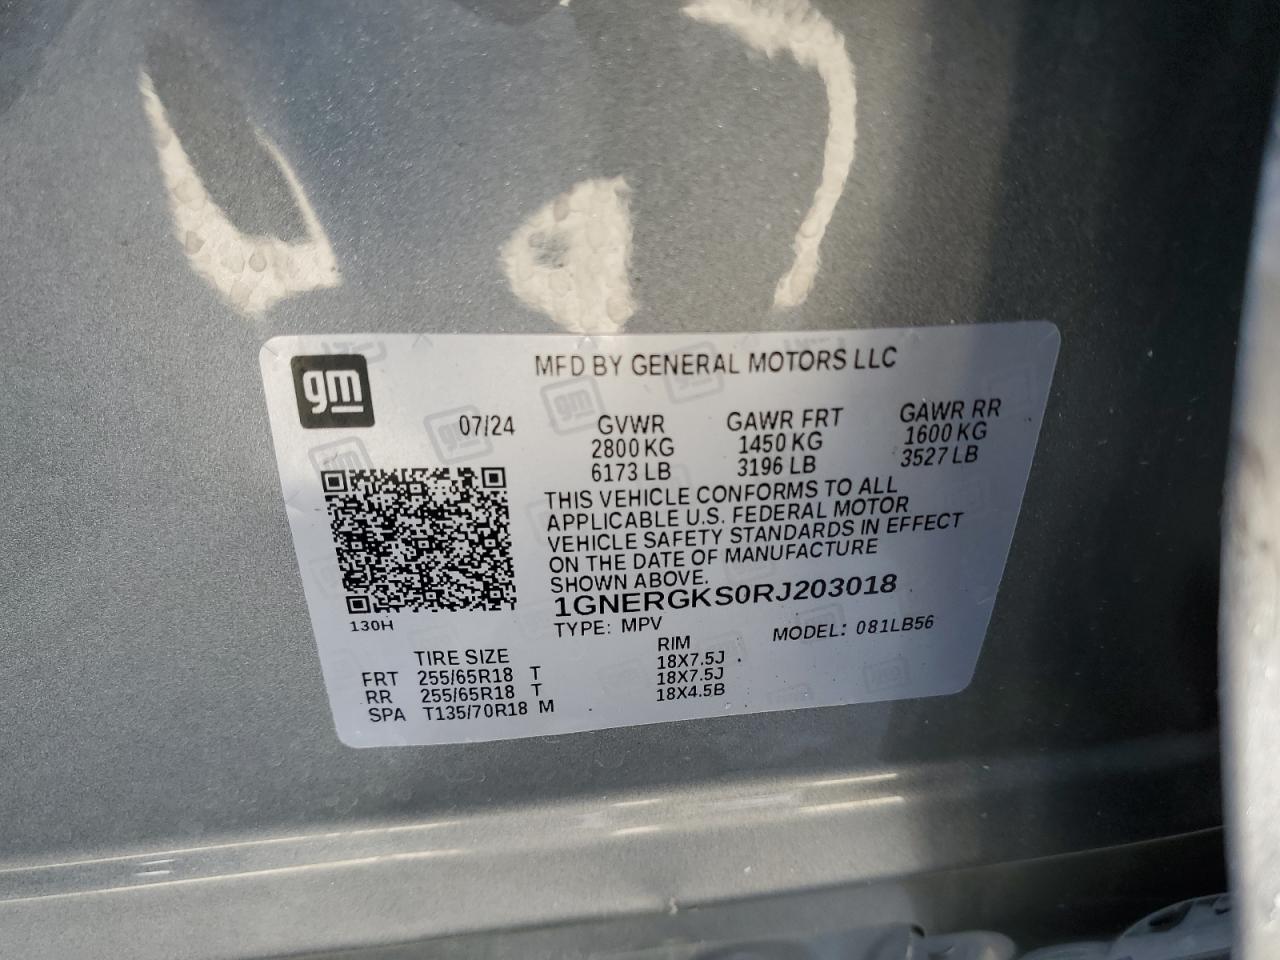 gm
MFD BY GENERAL MOTORS LLC
07/24 GVWR GAWR FRT GAWR RR
2800 KG 1450 KG 1600 KG
6173 LB 3196 LB 3527 LB
THIS VEHICLE CONFORMS TO ALL
APPLICABLE U.S. FEDERAL MOTOR
VEHICLE SAFETY STANDARDS IN EFFECT
ON THE DATE OF MANUFACTURE
SHOWN ABOVE.
1GNERGKS0RJ203018
130H
TYPE: MPV MODEL: 081LB56
TIRE SIZE RIM
FRT 255/65R18 T 18X7.5J
RR 255/65R18 T 18X7.5J
SPA T135/70R18 M 18X4.5B